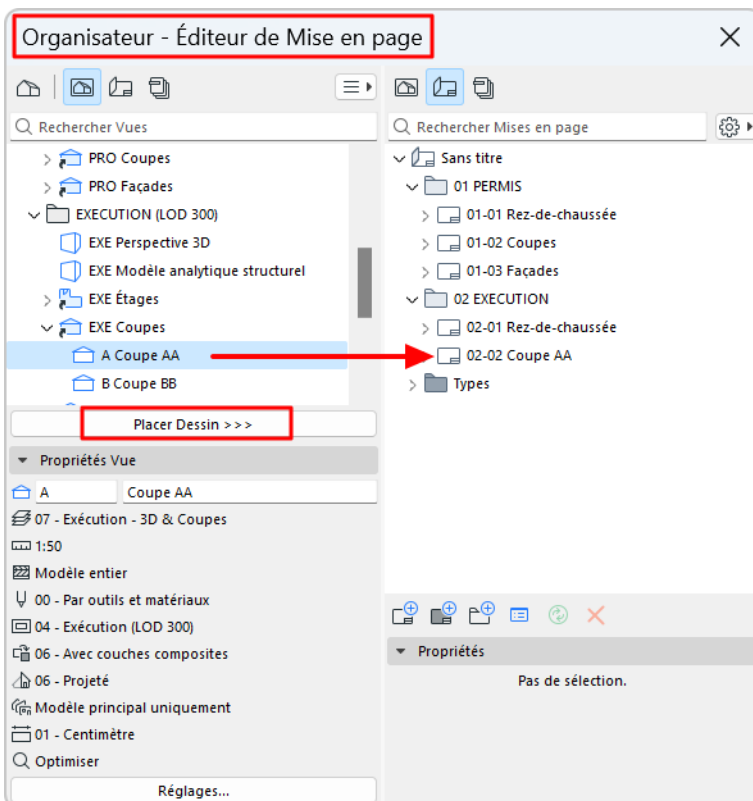 Organisateur - Éditeur de Mise en page
Rechercher Vues
PRO Coupes
PRO Façades
EXECUTION (LOD 300)
EXE Perspective 3D
EXE Modèle analytique structurel
EXE Étages
EXE Coupes
A Coupe AA
B Coupe BB
Placer Dessin >>>
Propriétés Vue
A Coupe AA
07 - Exécution - 3D & Coupes
1:50
Modèle entier
00 - Par outils et matériaux
04 - Exécution (LOD 300)
06 - Avec couches composites
06 - Projeté
Modèle principal uniquement
01 - Centimètre
Optimiser
Réglages...
Rechercher Mises en page
Sans titre
01 PERMIS
01-01 Rez-de-chaussée
01-02 Coupes
01-03 Façades
02 EXECUTION
02-01 Rez-de-chaussée
02-02 Coupe AA
Types
Propriétés
Pas de sélection.